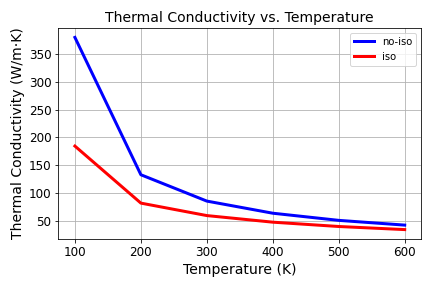 Thermal Conductivity vs. Temperature
Thermal Conductivity (W/m·K)
350
300
250
200
150
100
50
no-iso
iso
100 200 300 400 500 600
Temperature (K)